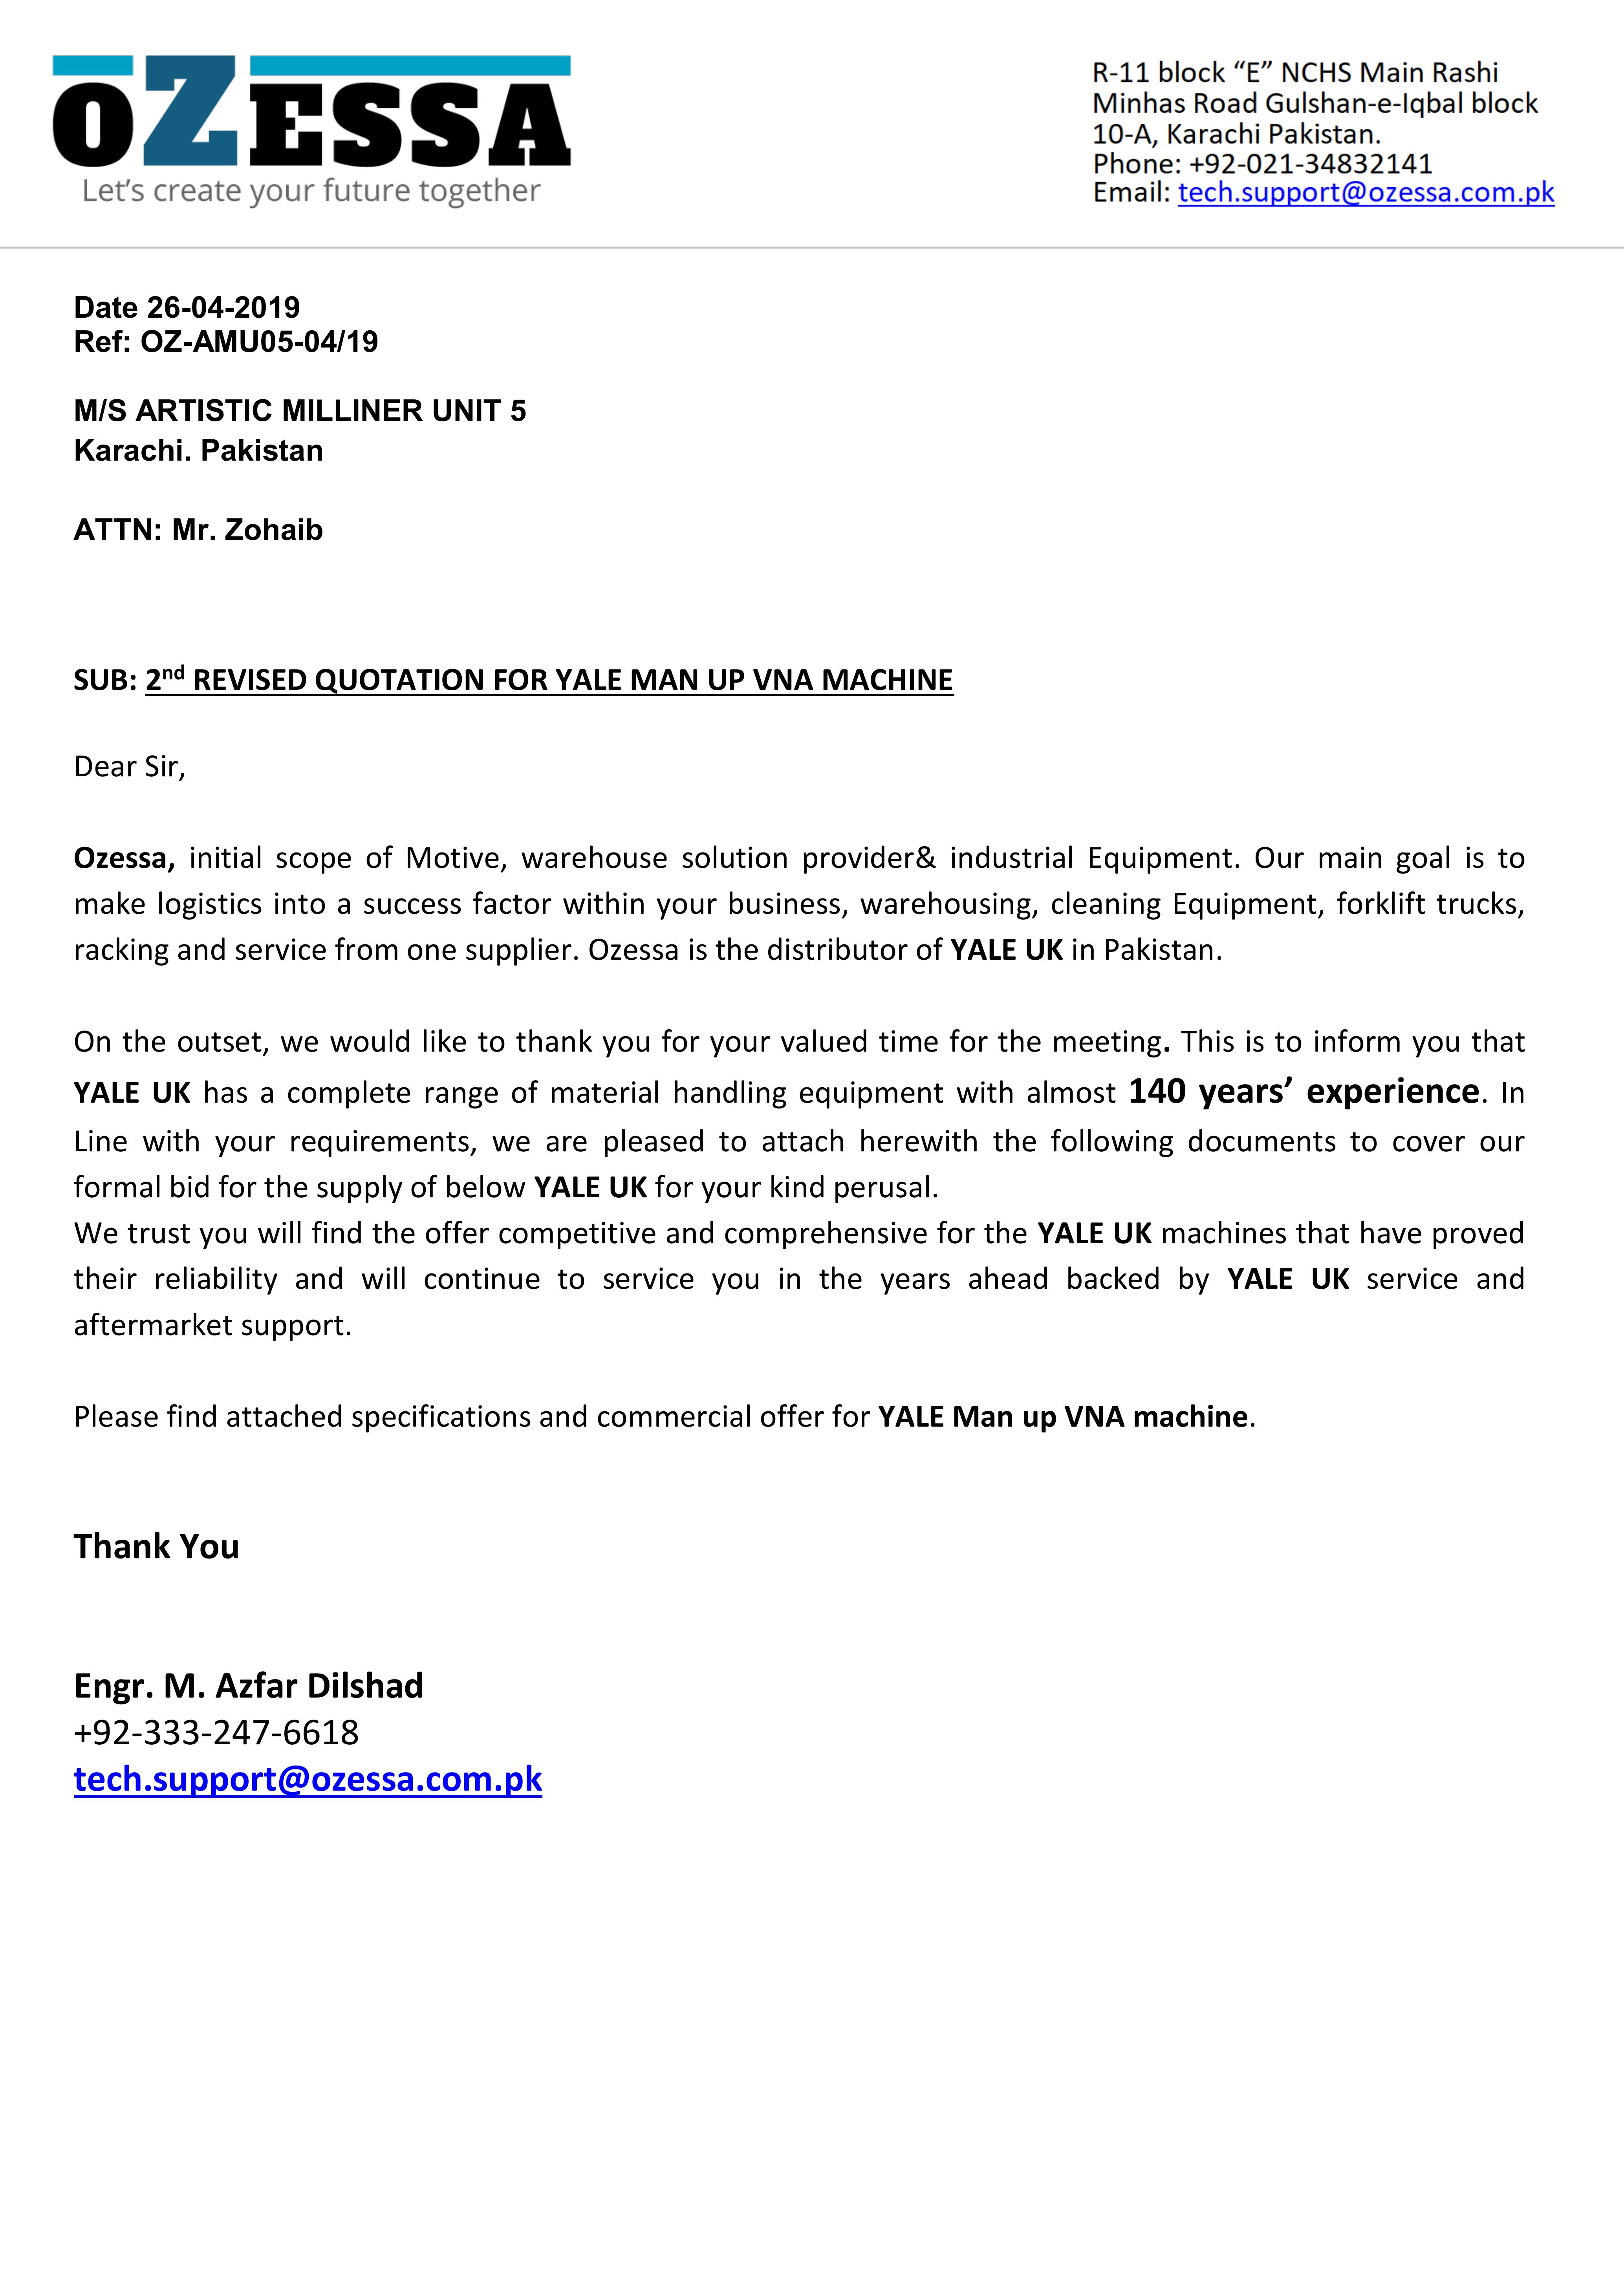 oZESSA
Let's create your future together
R-11 block “E” NCHS Main Rashi
Minhas Road Gulshan-e-Iqbal block
10-A, Karachi Pakistan.
Phone: +92-021-34832141
Email: tech.support@ozessa.com.pk
Date 26-04-2019
Ref: OZ-AMU05-04/19
M/S ARTISTIC MILLINER UNIT 5
Karachi. Pakistan
ATTN: Mr. Zohaib
SUB: 2nd REVISED QUOTATION FOR YALE MAN UP VNA MACHINE
Dear Sir,
Ozessa, initial scope of Motive, warehouse solution provider& industrial Equipment. Our main goal is to
make logistics into a success factor within your business, warehousing, cleaning Equipment, forklift trucks,
racking and service from one supplier. Ozessa is the distributor of YALE UK in Pakistan.
On the outset, we would like to thank you for your valued time for the meeting. This is to inform you that
YALE UK has a complete range of material handling equipment with almost 140 years’ experience. In
Line with your requirements, we are pleased to attach herewith the following documents to cover our
formal bid for the supply of below YALE UK for your kind perusal.
We trust you will find the offer competitive and comprehensive for the YALE UK machines that have proved
their reliability and will continue to service you in the years ahead backed by YALE UK service and
aftermarket support.
Please find attached specifications and commercial offer for YALE Man up VNA machine.
Thank You
Engr. M. Azfar Dilshad
+92-333-247-6618
tech.support@ozessa.com.pk